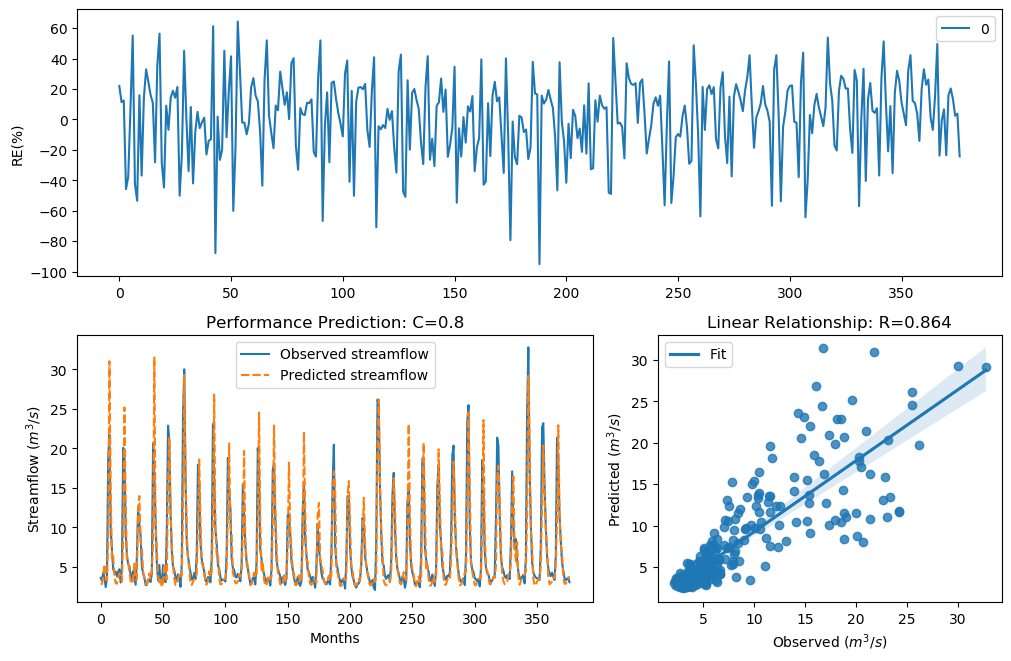 RE(%)
60
40
20
0
−20
−40
−60
−80
−100
0
0 50 100 150 200 250 300 350
Performance Prediction: C=0.8
Streamflow (m³/s)
30
25
20
15
10
5
Observed streamflow
Predicted streamflow
0 50 100 150 200 250 300 350
Months
Linear Relationship: R=0.864
Predicted (m³/s)
30
25
20
15
10
5
Fit
5 10 15 20 25 30
Observed (m³/s)